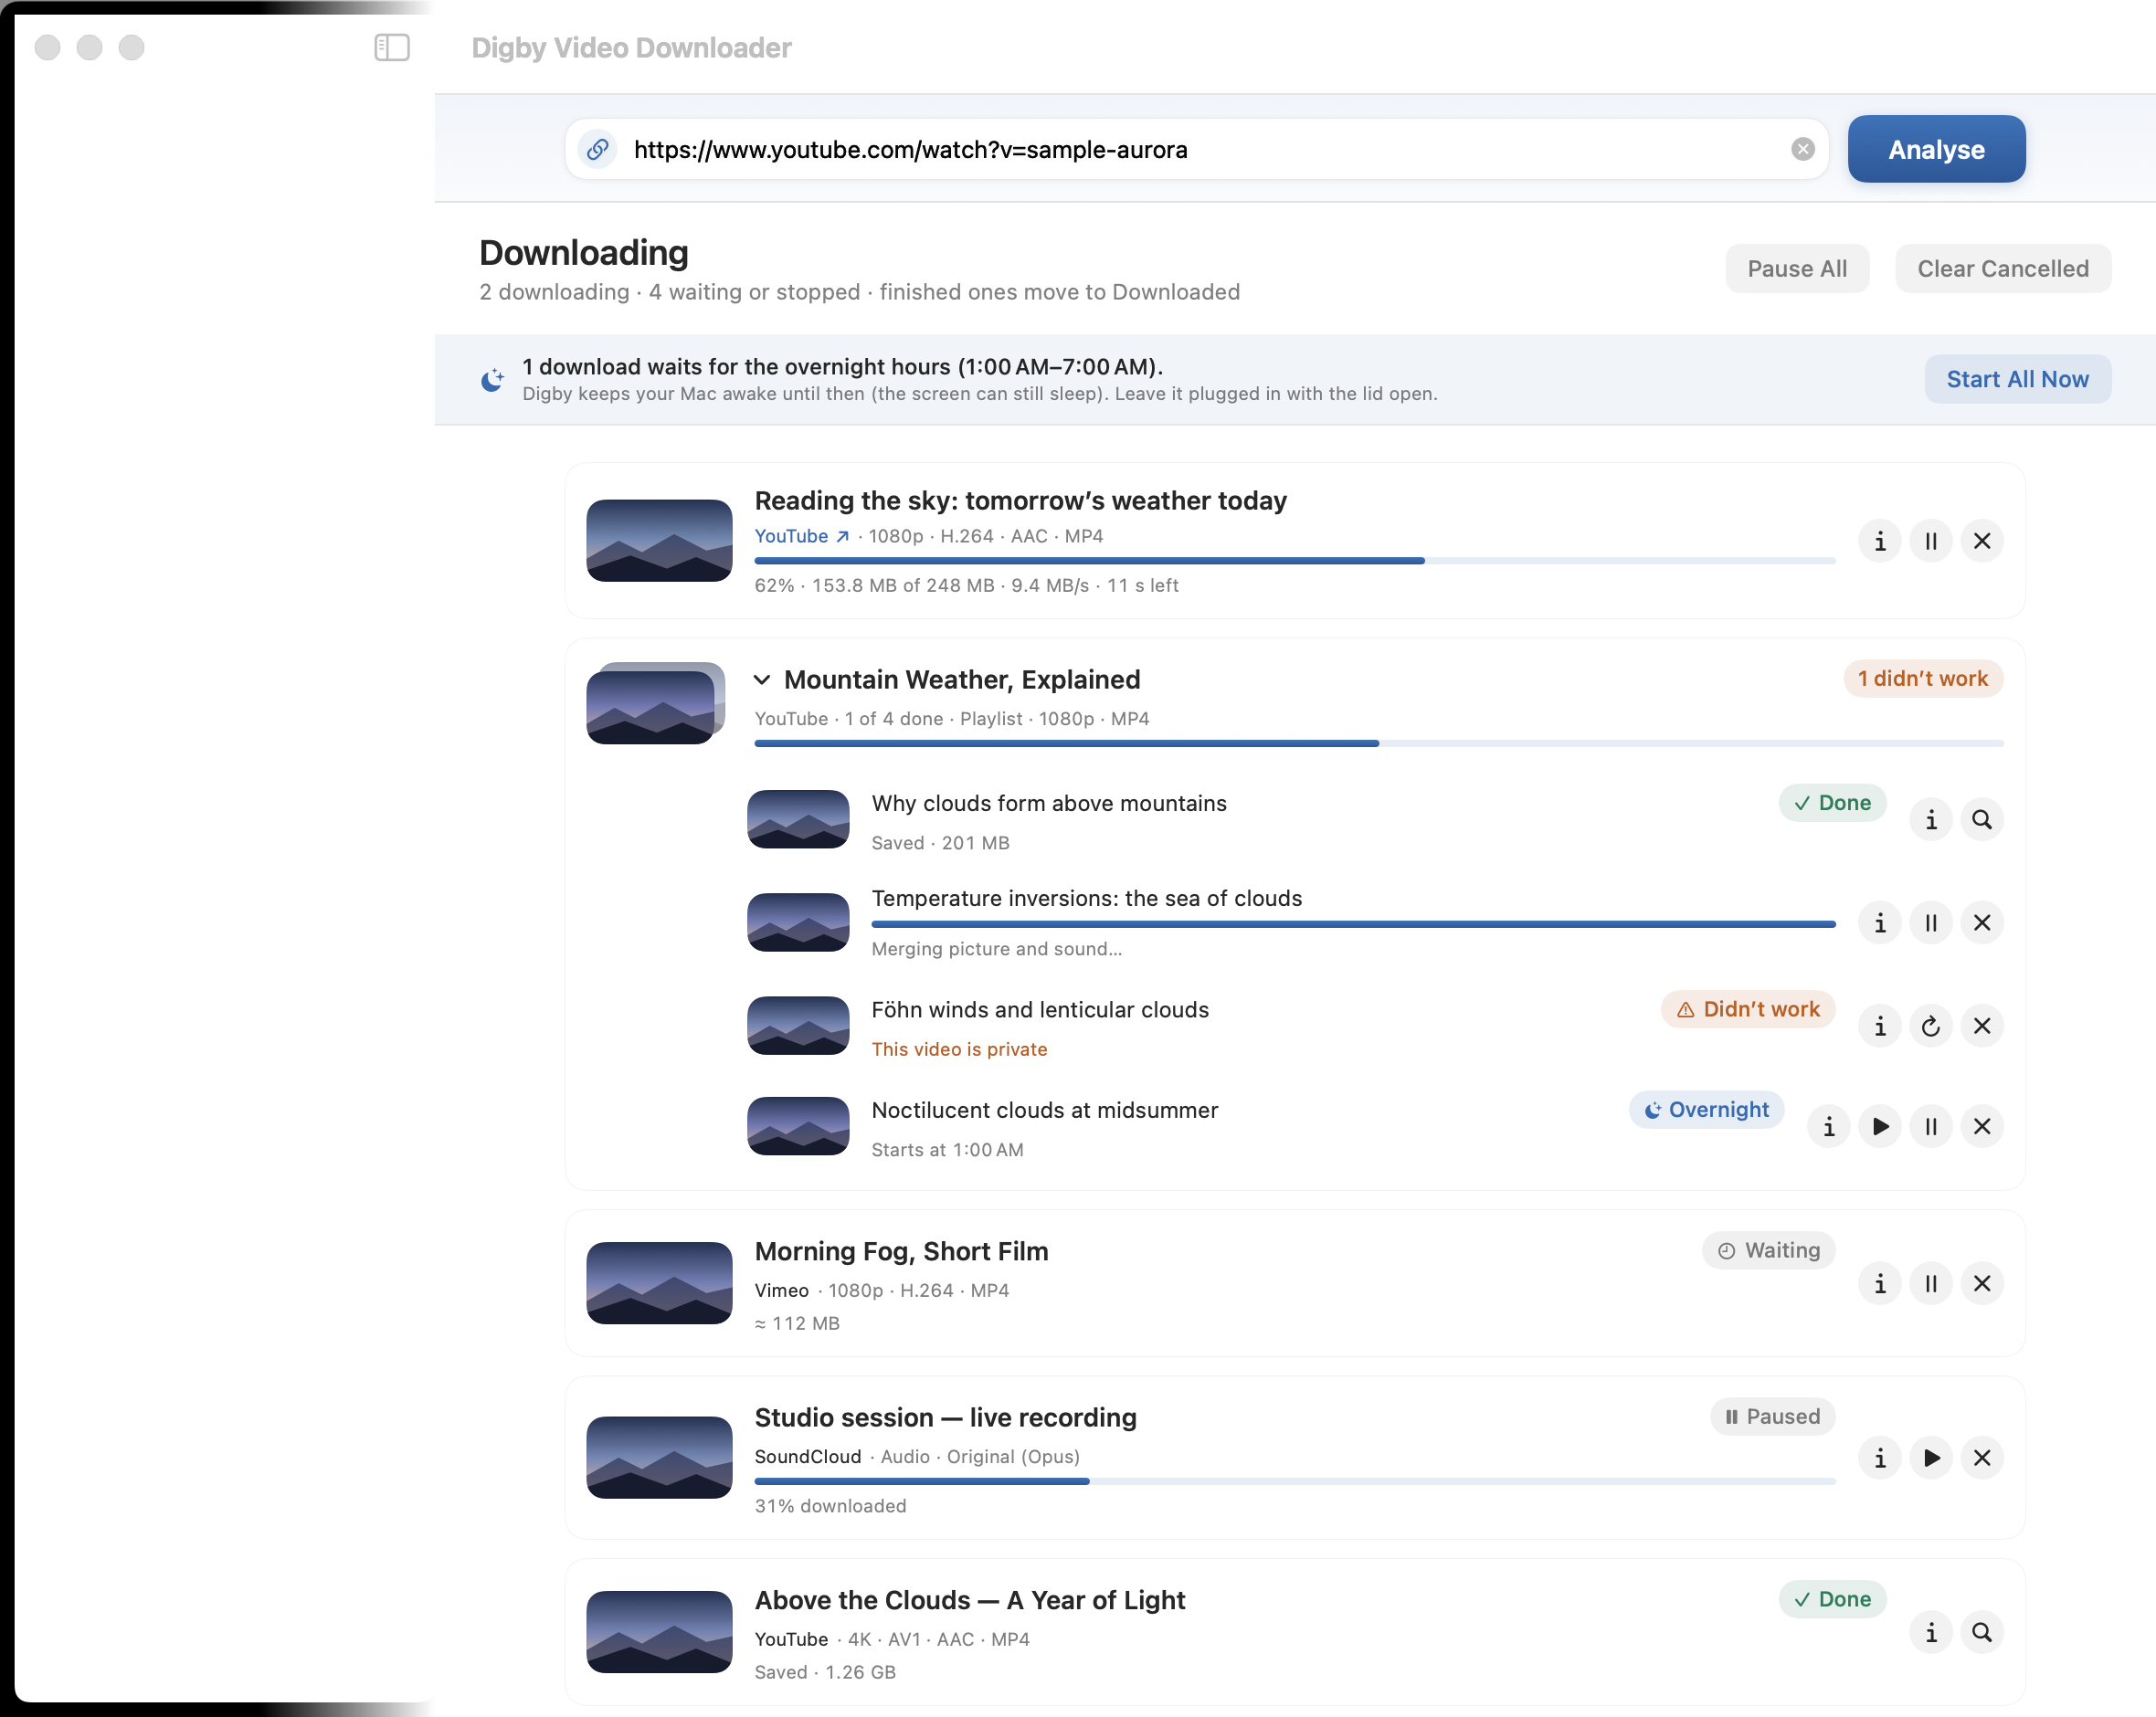 Digby Video Downloader
https://www.youtube.com/watch?v=sample-aurora
Analyse
Downloading
2 downloading · 4 waiting or stopped · finished ones move to Downloaded
Pause All
Clear Cancelled
1 download waits for the overnight hours (1:00 AM–7:00 AM).
Digby keeps your Mac awake until then (the screen can still sleep). Leave it plugged in with the lid open.
Start All Now
Reading the sky: tomorrow’s weather today
YouTube ↗ · 1080p · H.264 · AAC · MP4
62% · 153.8 MB of 248 MB · 9.4 MB/s · 11 s left
Mountain Weather, Explained
1 didn’t work
YouTube · 1 of 4 done · Playlist · 1080p · MP4
Why clouds form above mountains
Done
Saved · 201 MB
Temperature inversions: the sea of clouds
Merging picture and sound…
Föhn winds and lenticular clouds
Didn’t work
This video is private
Noctilucent clouds at midsummer
Overnight
Starts at 1:00 AM
Morning Fog, Short Film
Waiting
Vimeo · 1080p · H.264 · MP4
≈ 112 MB
Studio session — live recording
Paused
SoundCloud · Audio · Original (Opus)
31% downloaded
Above the Clouds — A Year of Light
Done
YouTube · 4K · AV1 · AAC · MP4
Saved · 1.26 GB